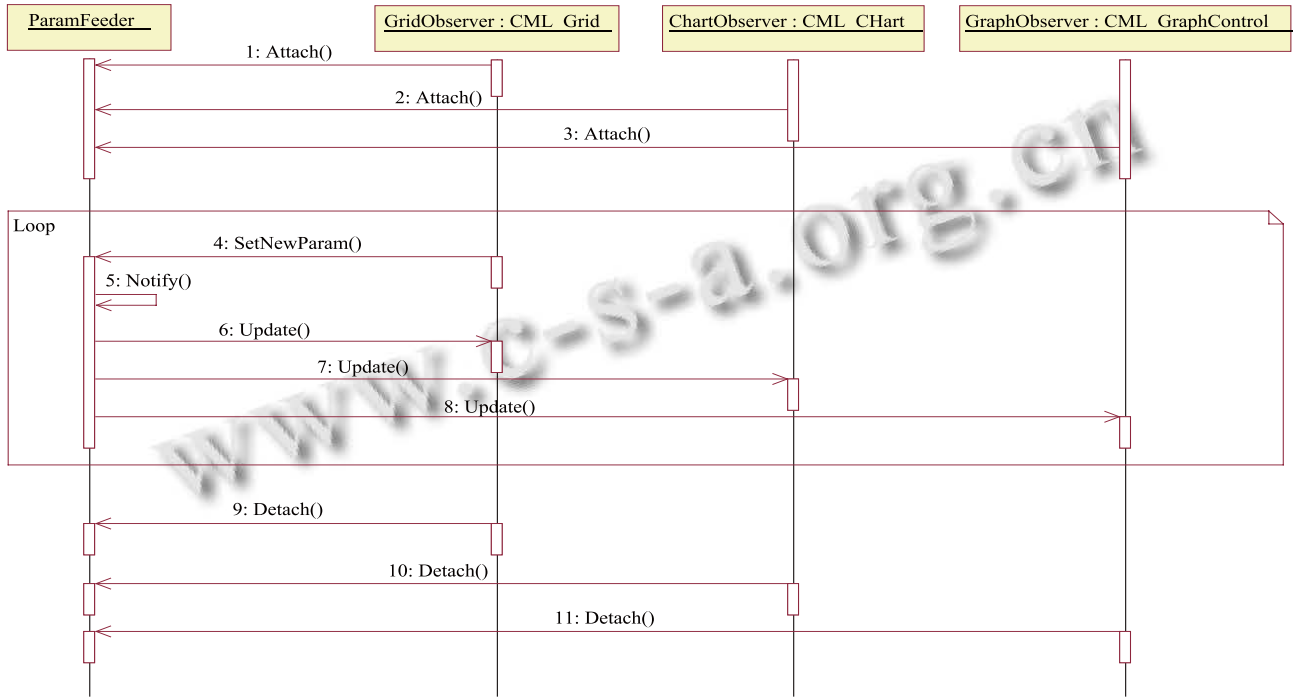 ParamFeeder
GridObserver : CML_Grid
ChartObserver : CML_CHart
GraphObserver : CML_GraphControl
1: Attach()
2: Attach()
3: Attach()
Loop
4: SetNewParam()
5: Notify()
6: Update()
7: Update()
8: Update()
9: Detach()
10: Detach()
11: Detach()
www.c-s-a.org.cn